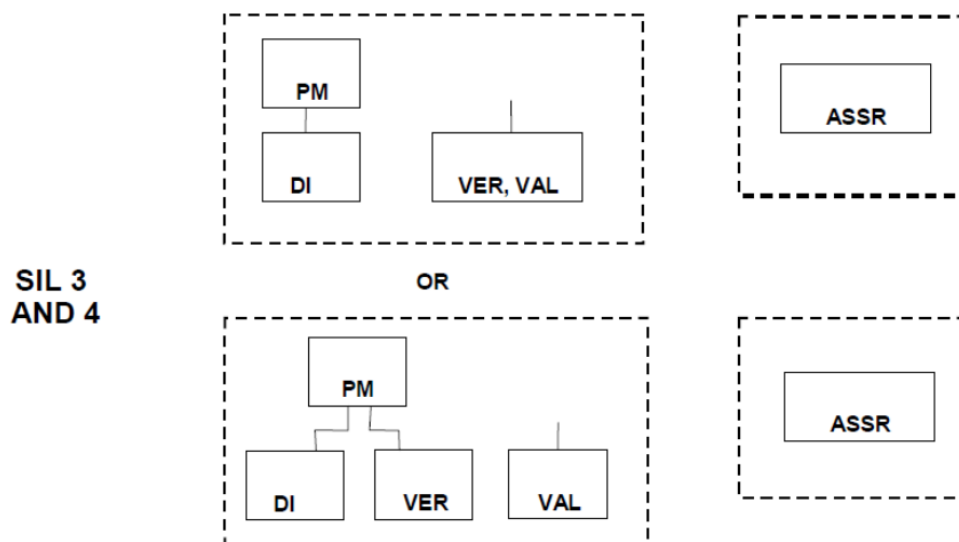 PM
ASSR
DI
VER, VAL
SIL 3
AND 4
OR
PM
ASSR
DI
VER
VAL